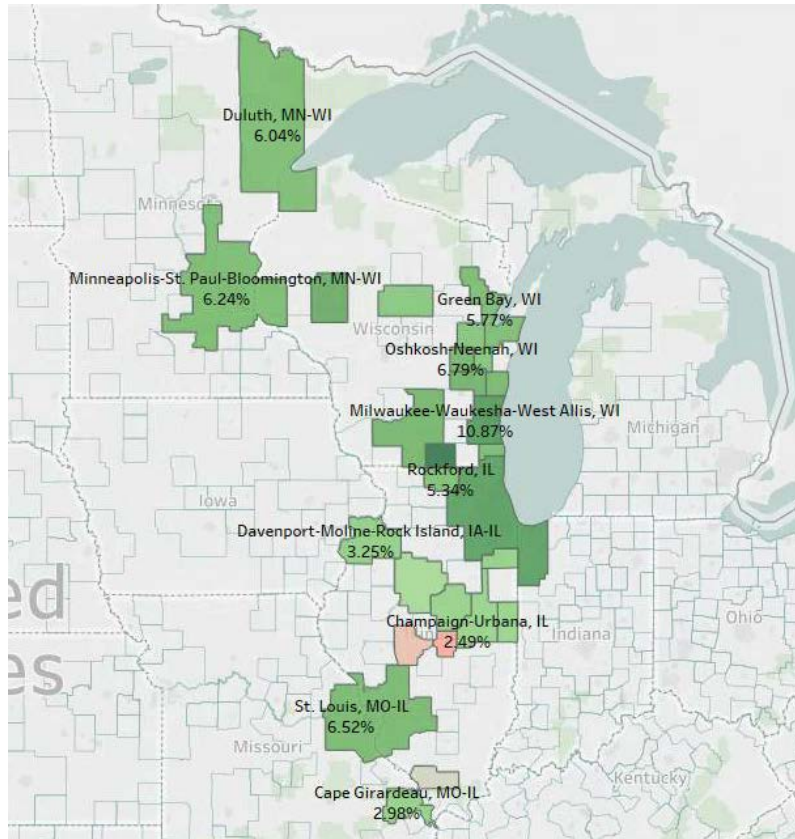 Duluth, MN-WI
6.04%
Minnesota
Minneapolis-St. Paul-Bloomington, MN-WI
6.24%
Green Bay, WI
5.77%
Wisconsin
Oshkosh-Neenah, WI
6.79%
Milwaukee-Waukesha-West Allis, WI
10.87%
Michigan
Rockford, IL
5.34%
Iowa
Davenport-Moline-Rock Island, IA-IL
3.25%
ed
es
Champaign-Urbana, IL
2.49%
Indiana
Ohio
St. Louis, MO-IL
6.52%
Missouri
Kentucky
Cape Girardeau, MO-IL
2.98%